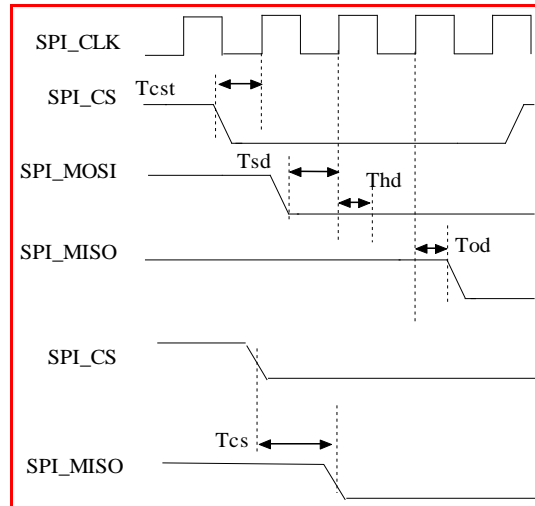 SPI_CLK
SPI_CS
Tcst
SPI_MOSI
Tsd
Thd
SPI_MISO
Tod
SPI_CS
Tcs
SPI_MISO